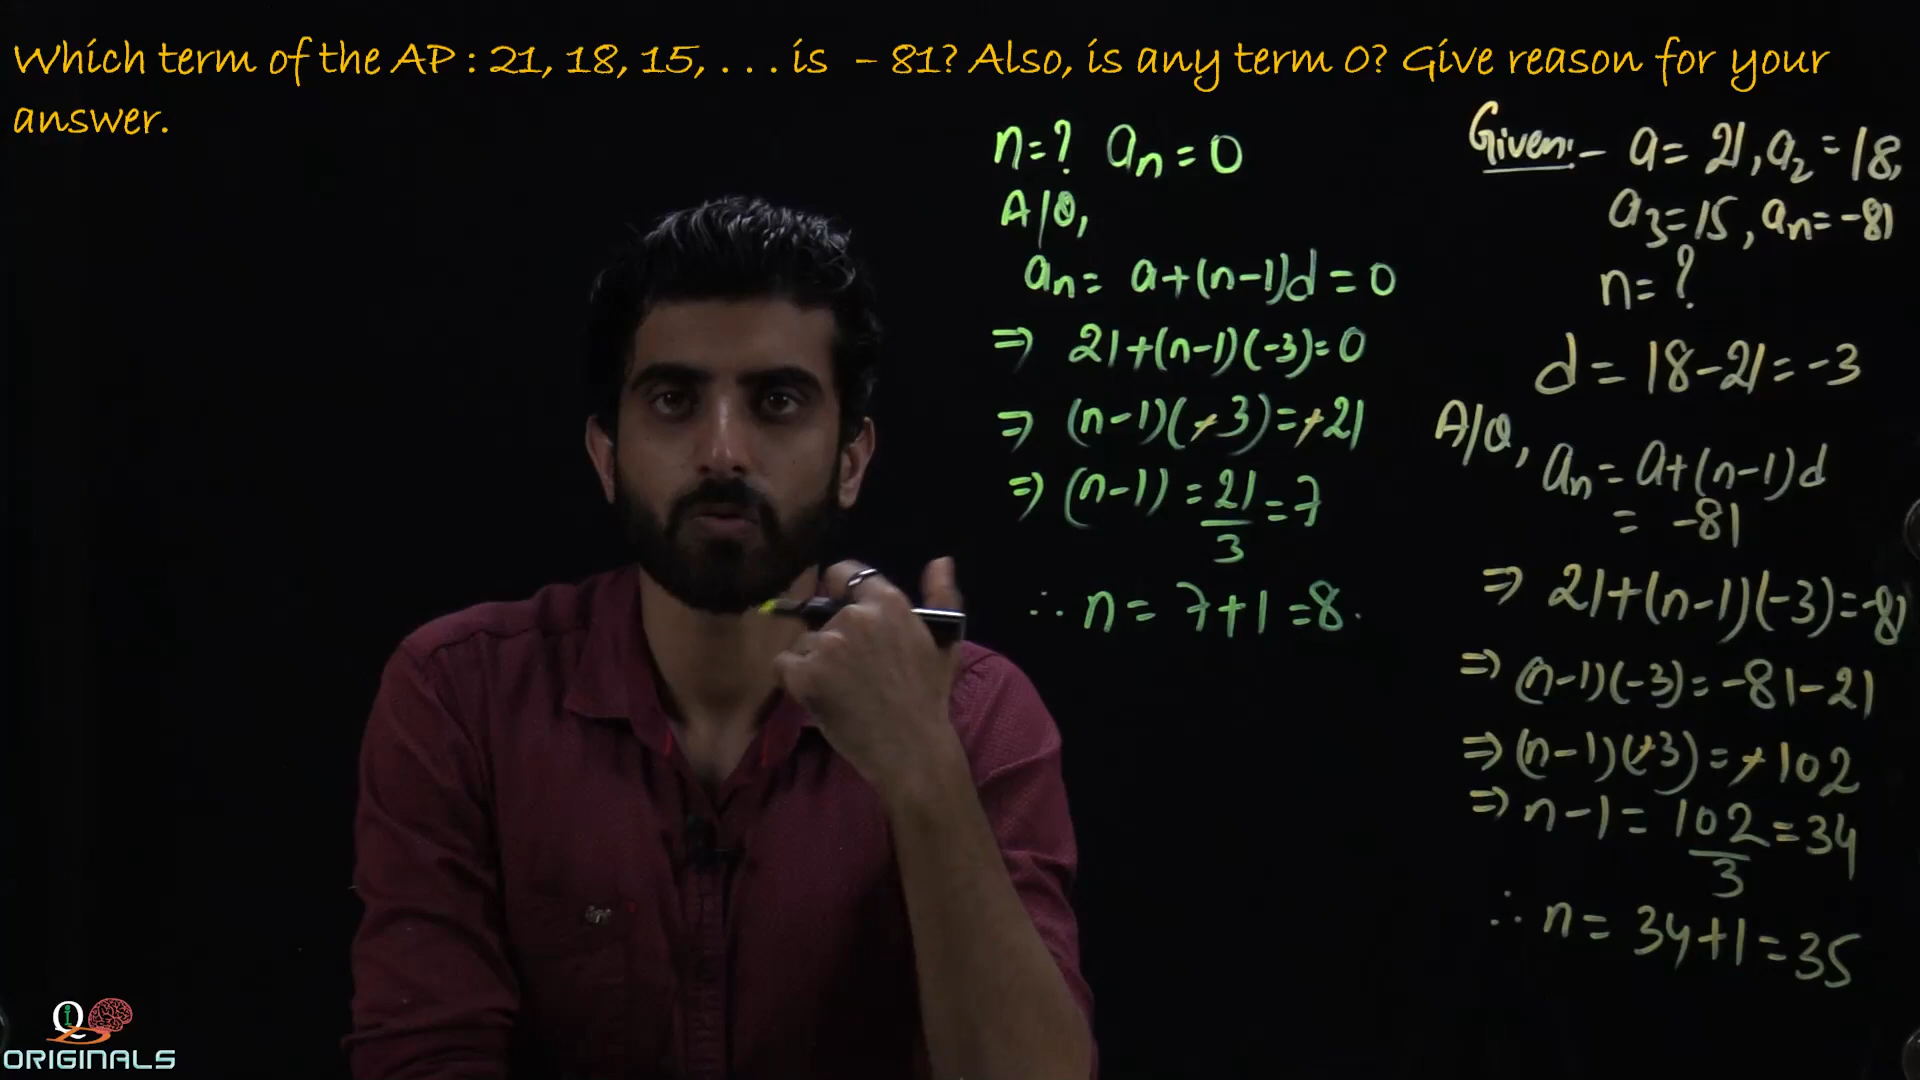 Which term of the AP : 21, 18, 15, . . . is – 81? Also, is any term 0? Give reason for your
answer.
Given:- a = 21, a₂ = 18,
a₃=15, aₙ=-81
n=?
d = 18-21=-3
A/Q, aₙ = a+(n-1)d
= -81
⇒ 21+(n-1)(-3)=-81
⇒ (n-1)(-3)=-81-21
⇒ (n-1)(-3)=-102
⇒ n-1= 102/3=34
∴ n= 34+1=35
n=? aₙ=0
A/Q,
aₙ= a+(n-1)d=0
⇒ 21+(n-1)(-3)=0
⇒ (n-1)(-3)=-21
⇒ (n-1) = 21/3=7
∴ n= 7+1=8.
QiD
ORIGINALS